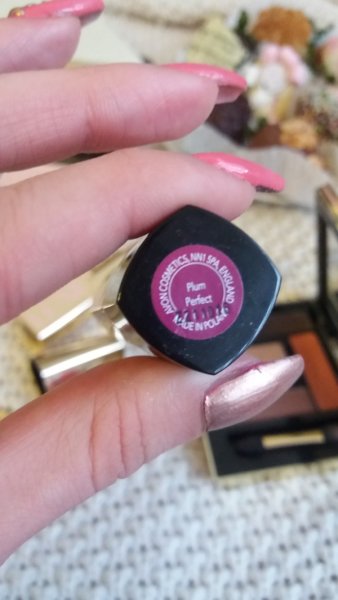 AVON COSMETICS, NN1 5PA, ENGLAND
Plum
Perfect
MADE IN POLAND